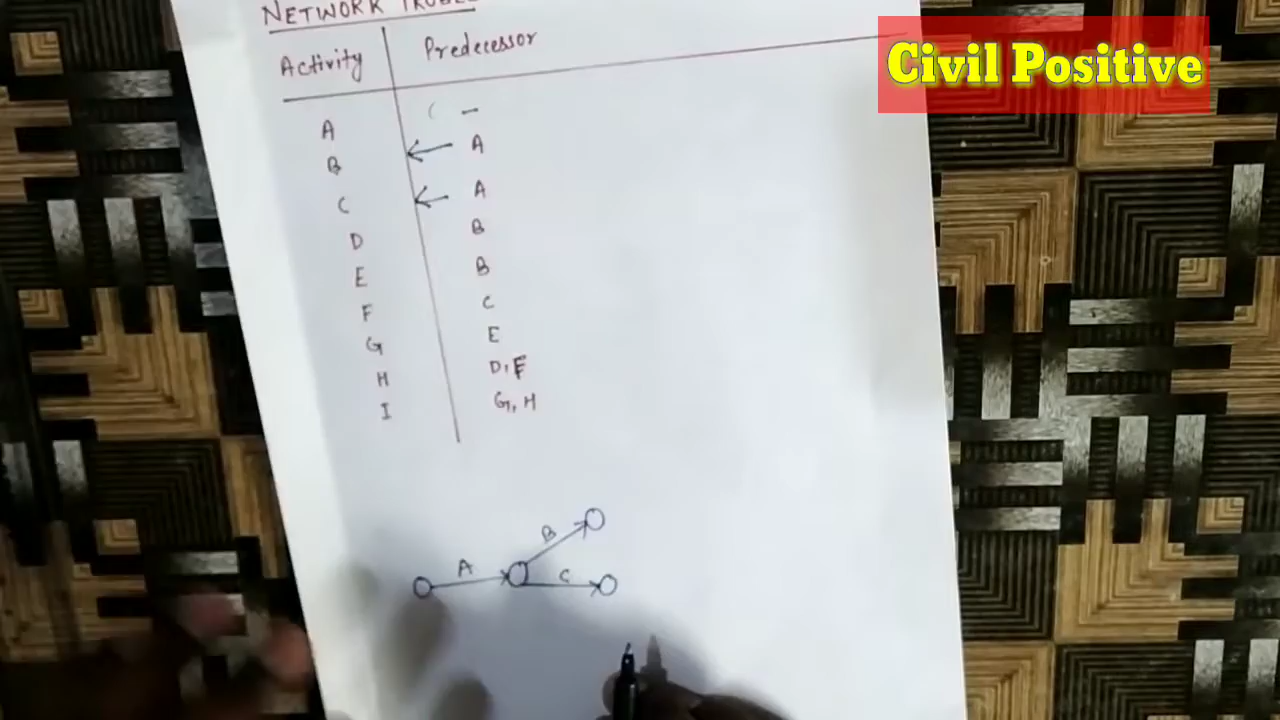 NETWORK
Civil Positive
Activity Predecessor
A -
B A
C A
D B
E B
F C
G E
H D, F
I G, H
A B C